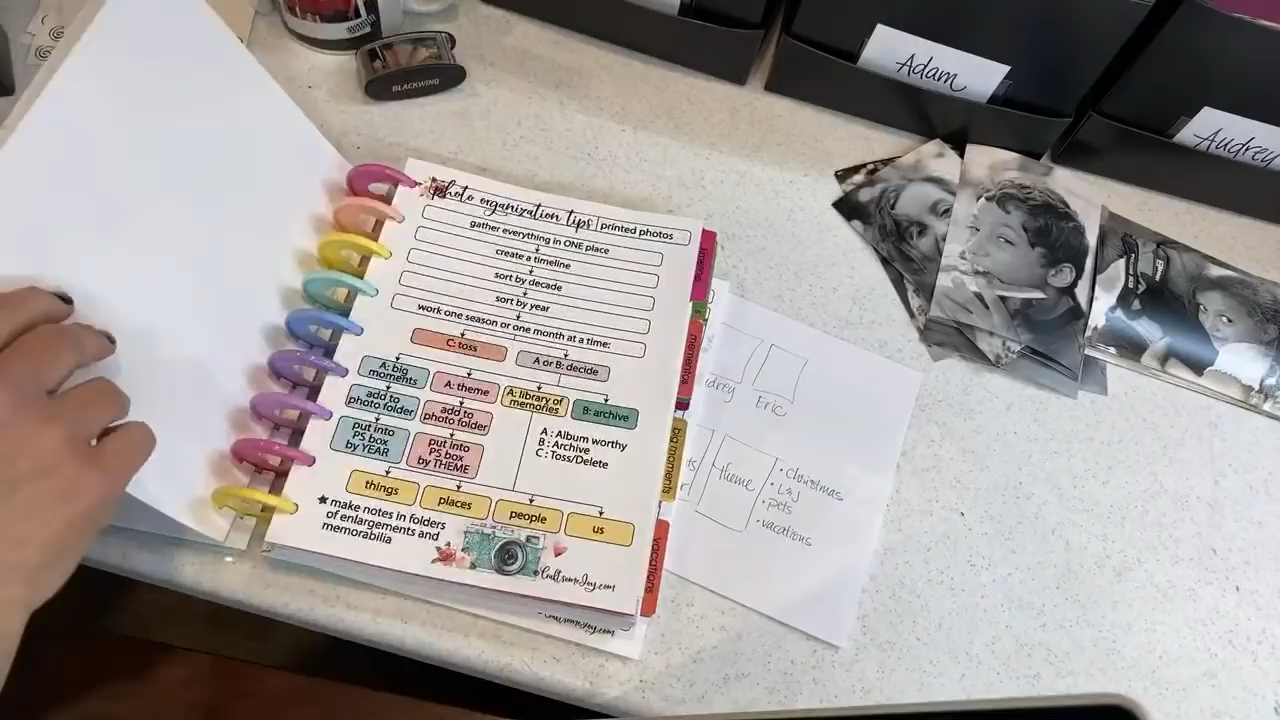 BLACKWING
Adam
Audrey
photo organization tips | printed photos
gather everything in ONE place
create a timeline
sort by decade
sort by year
work one season or one month at a time:
C: toss
A or B: decide
A: big
moments
A: theme
A: library of
memories
B: archive
add to
photo folder
add to
photo folder
put into
PS box
by YEAR
put into
PS box
by THEME
A : Album worthy
B : Archive
C : Toss/Delete
things
places
people
us
★ make notes in folders
of enlargements and
memorabilia
CraftsomeJoy.com
mementos
big moments
vacations
Eric
Theme
• Christmas
• pets
• vacations